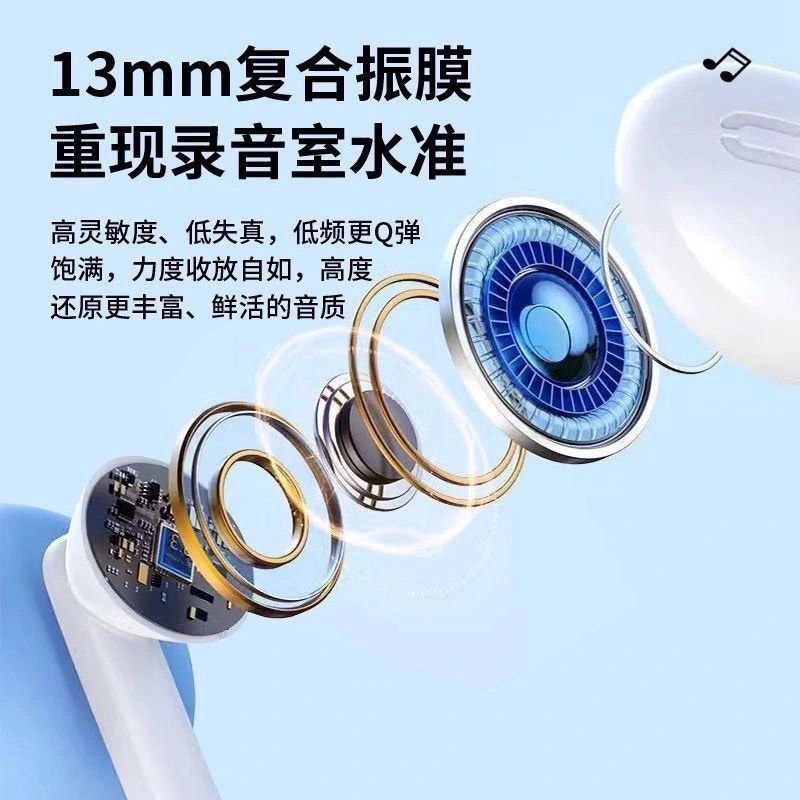 13mm复合振膜
重现录音室水准
高灵敏度、低失真，低频更Q弹
饱满，力度收放自如，高度
还原更丰富、鲜活的音质